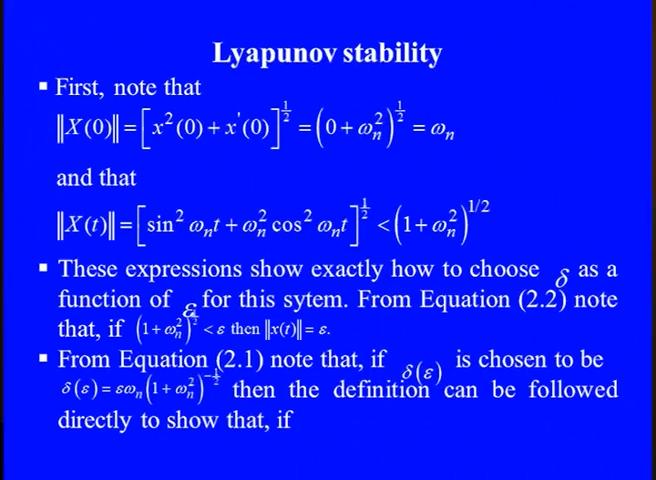 Lyapunov stability
▪ First, note that
‖X(0)‖ = [x²(0) + x'(0)]^{1/2} = (0 + ωₙ²)^{1/2} = ωₙ
and that
‖X(t)‖ = [sin² ωₙt + ωₙ² cos² ωₙt]^{1/2} < (1 + ωₙ²)^{1/2}
▪ These expressions show exactly how to choose δ as a
function of ε for this sytem. From Equation (2.2) note
that, if (1 + ωₙ²)^{1/2} < ε then ‖x(t)‖ = ε.
▪ From Equation (2.1) note that, if δ(ε) is chosen to be
δ(ε) = εωₙ(1 + ωₙ²)^{-1/2} then the definition can be followed
directly to show that, if